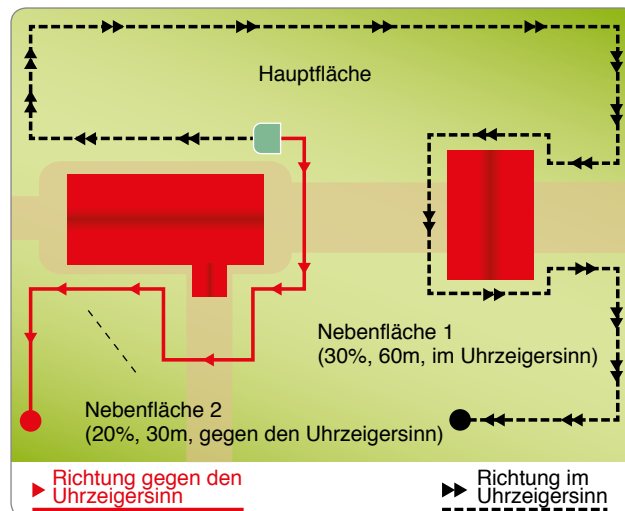 Hauptfläche
Nebenfläche 1
(30%, 60m, im Uhrzeigersinn)
Nebenfläche 2
(20%, 30m, gegen den Uhrzeigersinn)
Richtung gegen den
Uhrzeigersinn
Richtung im
Uhrzeigersinn